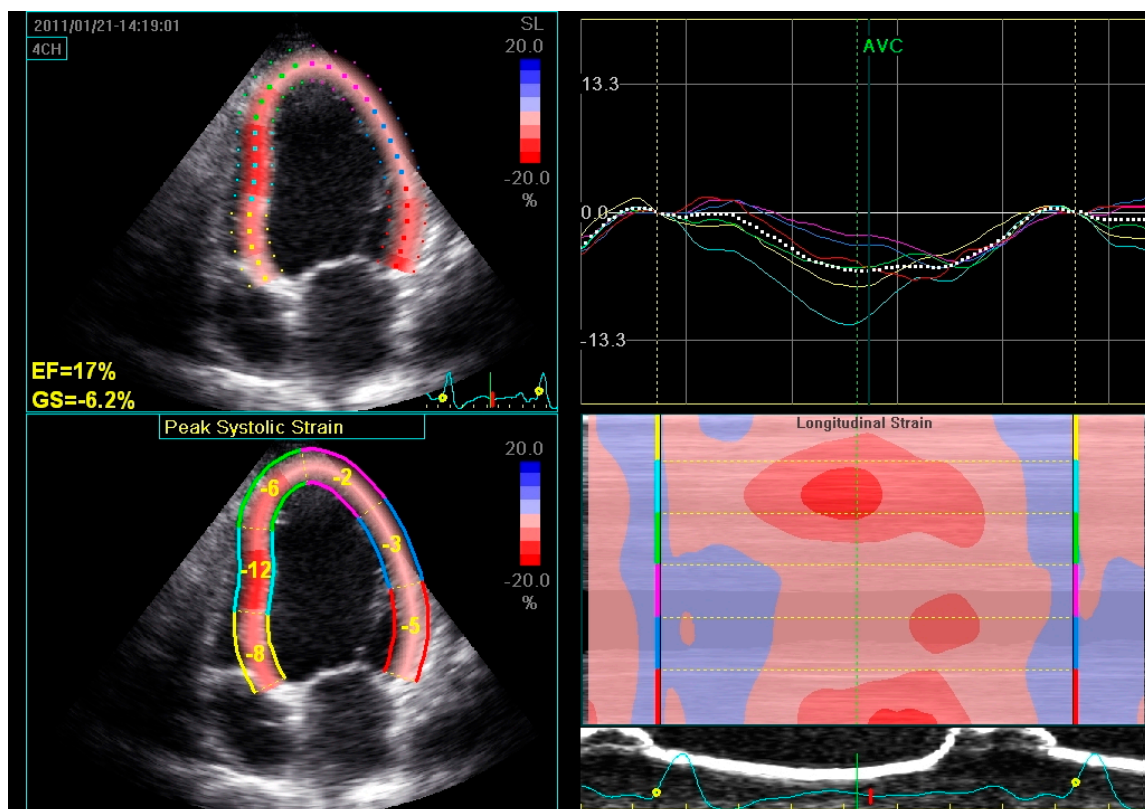 2011/01/21-14:19:01
4CH
SL
20.0
-20.0
%
EF=17%
GS=-6.2%
AVC
13.3
0.0
-13.3
Peak Systolic Strain
20.0
-20.0
%
-6
-2
-12
-3
-8
-5
Longitudinal Strain